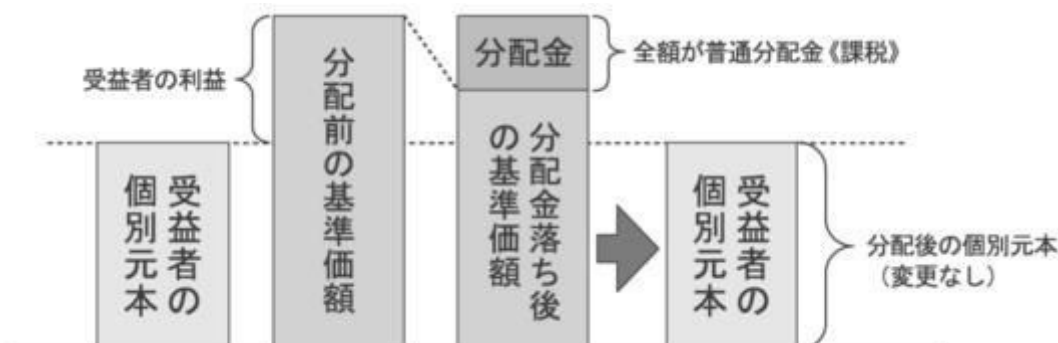 受益者の利益
受益者の
個別元本
分配前の基準価額
分配金
全額が普通分配金《課税》
分配金落ち後
の基準価額
受益者の
個別元本
分配後の個別元本
（変更なし）